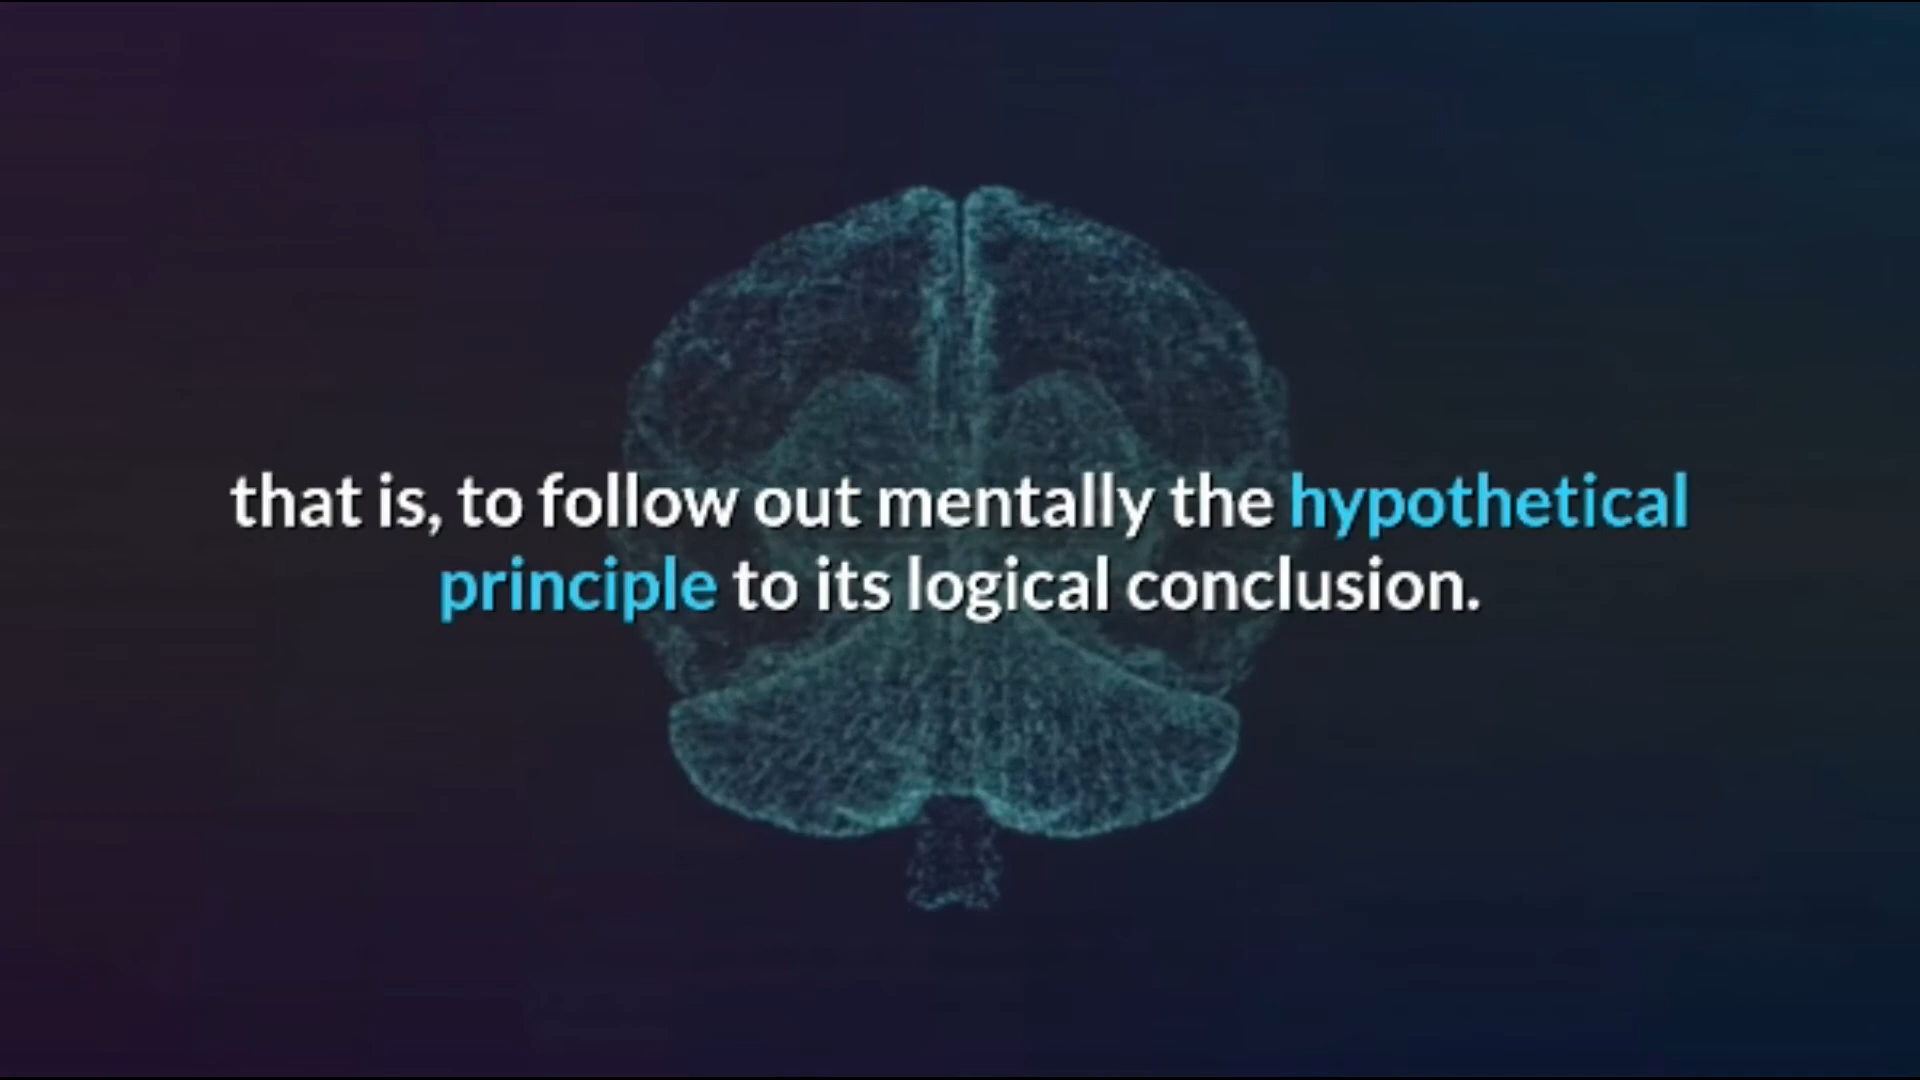 that is, to follow out mentally the hypothetical
principle to its logical conclusion.